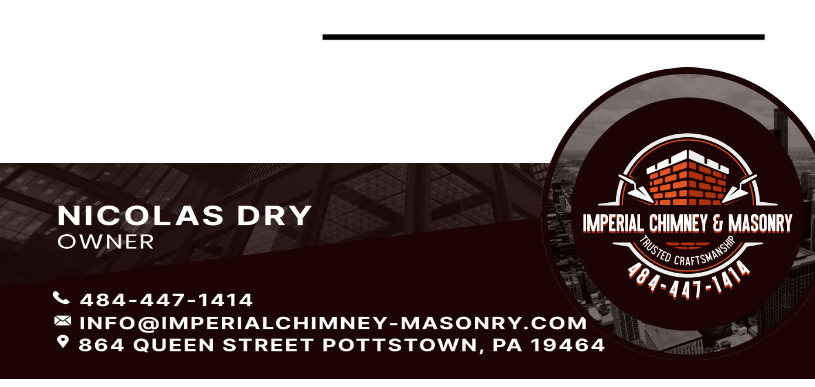 NICOLAS DRY
OWNER
484-447-1414
INFO@IMPERIALCHIMNEY-MASONRY.COM
864 QUEEN STREET POTTSTOWN, PA 19464
IMPERIAL CHIMNEY & MASONRY
TRUSTED CRAFTSMANSHIP
484-447-1414